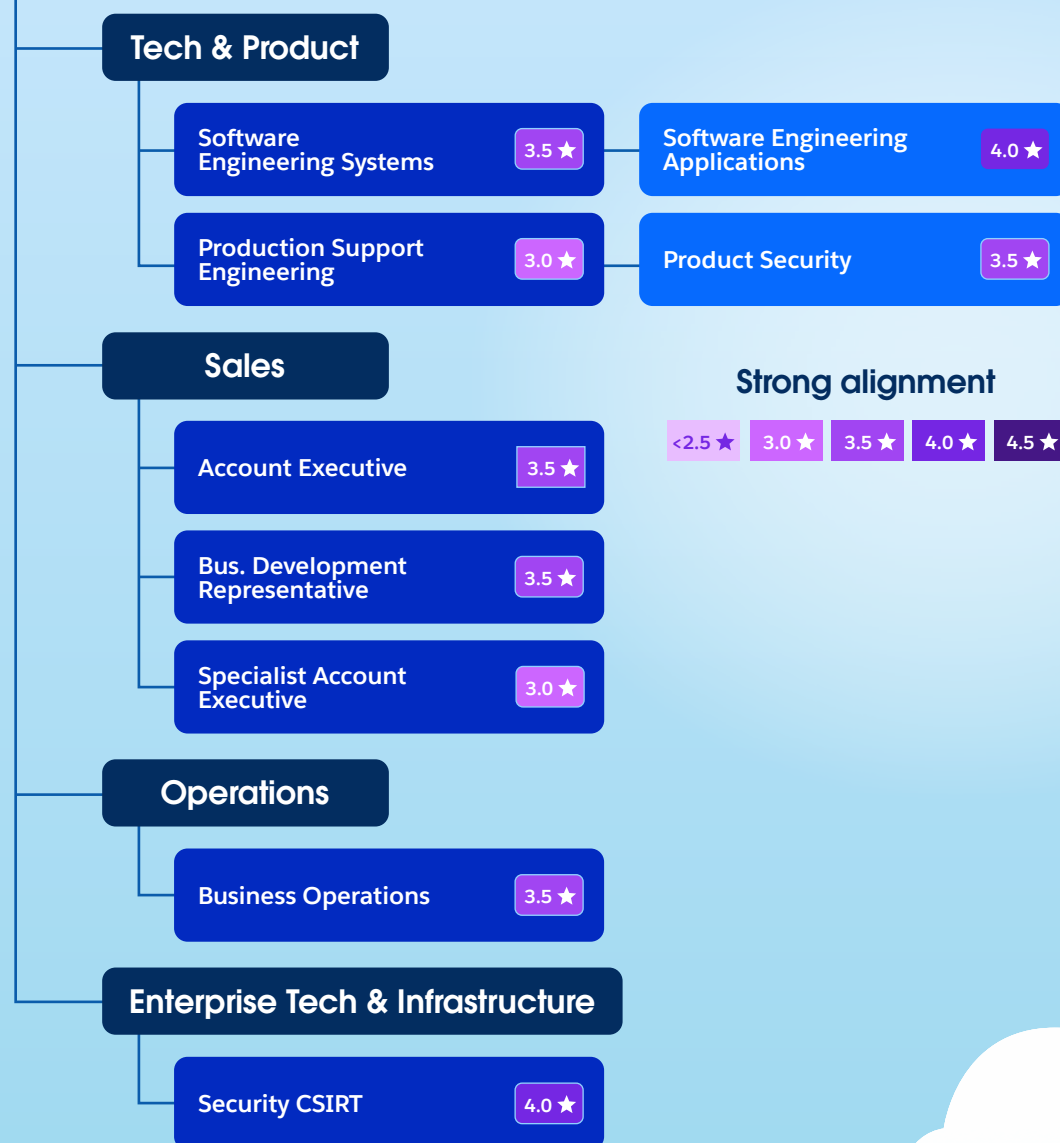 Tech & Product
Software
Engineering Systems
3.5 ★
Software Engineering
Applications
4.0 ★
Production Support
Engineering
3.0 ★
Product Security
3.5 ★
Sales
Account Executive
3.5 ★
Bus. Development
Representative
3.5 ★
Specialist Account
Executive
3.0 ★
Strong alignment
<2.5 ★ 3.0 ★ 3.5 ★ 4.0 ★ 4.5 ★
Operations
Business Operations
3.5 ★
Enterprise Tech & Infrastructure
Security CSIRT
4.0 ★